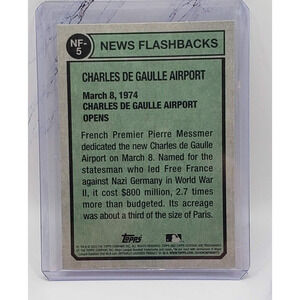 NF-
5
NEWS FLASHBACKS
CHARLES DE GAULLE AIRPORT
March 8, 1974
CHARLES DE GAULLE AIRPORT
OPENS
French Premier Pierre Messmer
dedicated the new Charles de Gaulle
Airport on March 8. Named for the
statesman who led Free France
against Nazi Germany in World War
II, it cost $800 million, 2.7 times
more than budgeted. Its acreage
was about a third of the size of Paris.
Topps